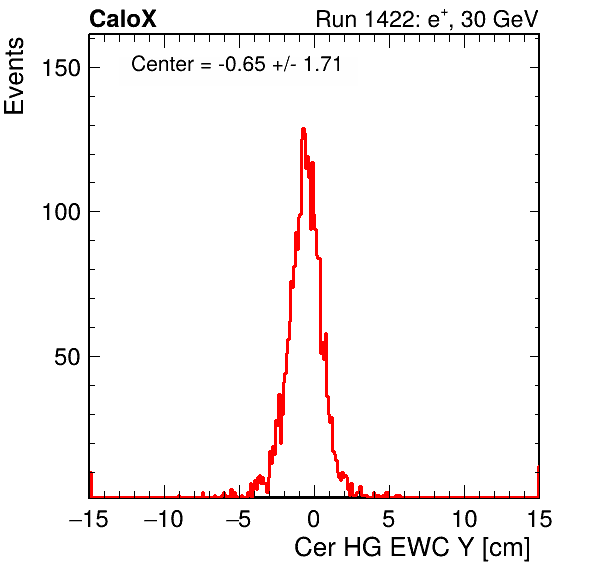 CaloX Run 1422: e⁺, 30 GeV
Events
Center = -0.65 +/- 1.71
150
100
50
−15 −10 −5 0 5 10 15
Cer HG EWC Y [cm]